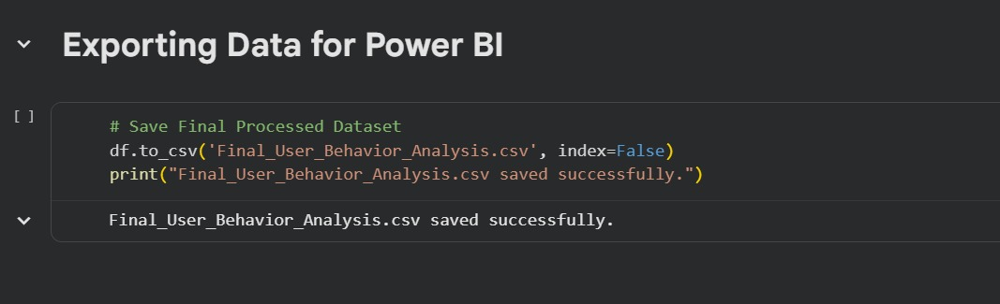 Exporting Data for Power BI
[ ]
# Save Final Processed Dataset
df.to_csv('Final_User_Behavior_Analysis.csv', index=False)
print("Final_User_Behavior_Analysis.csv saved successfully.")
Final_User_Behavior_Analysis.csv saved successfully.